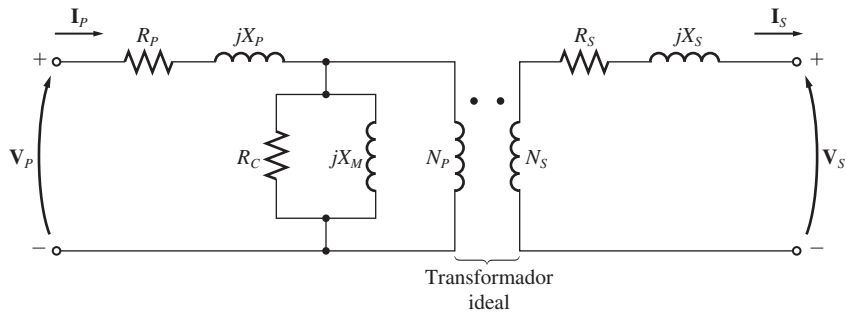 I_P
I_S
R_P
jX_P
R_S
jX_S
+
+
V_P
R_C
jX_M
N_P
N_S
V_S
−
−
Transformador
ideal